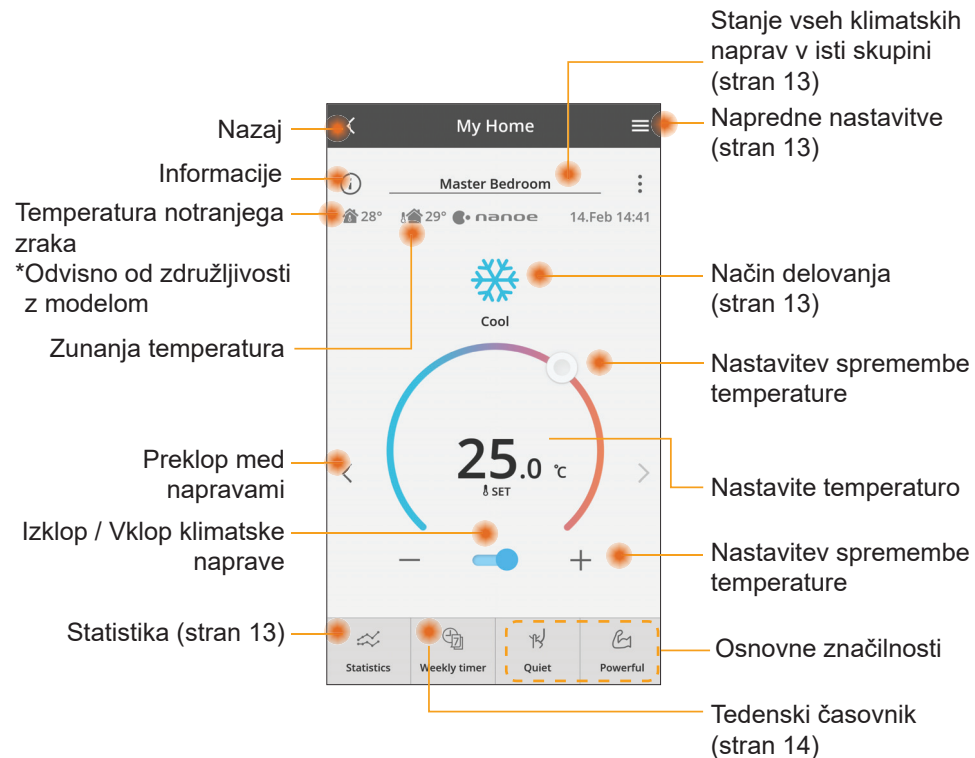 Stanje vseh klimatskih
naprav v isti skupini
(stran 13)
Nazaj
My Home
Napredne nastavitve
(stran 13)
Informacije
Master Bedroom
Temperatura notranjega
zraka
*Odvisno od združljivosti
z modelom
28°
29°
nanoe
14.Feb 14:41
Način delovanja
(stran 13)
Cool
Zunanja temperatura
Nastavitev spremembe
temperature
Preklop med
napravami
25.0 °C
SET
Nastavite temperaturo
Izklop / Vklop klimatske
naprave
Nastavitev spremembe
temperature
Statistika (stran 13)
7
Statistics
Weekly timer
Quiet
Powerful
Osnovne značilnosti
Tedenski časovnik
(stran 14)